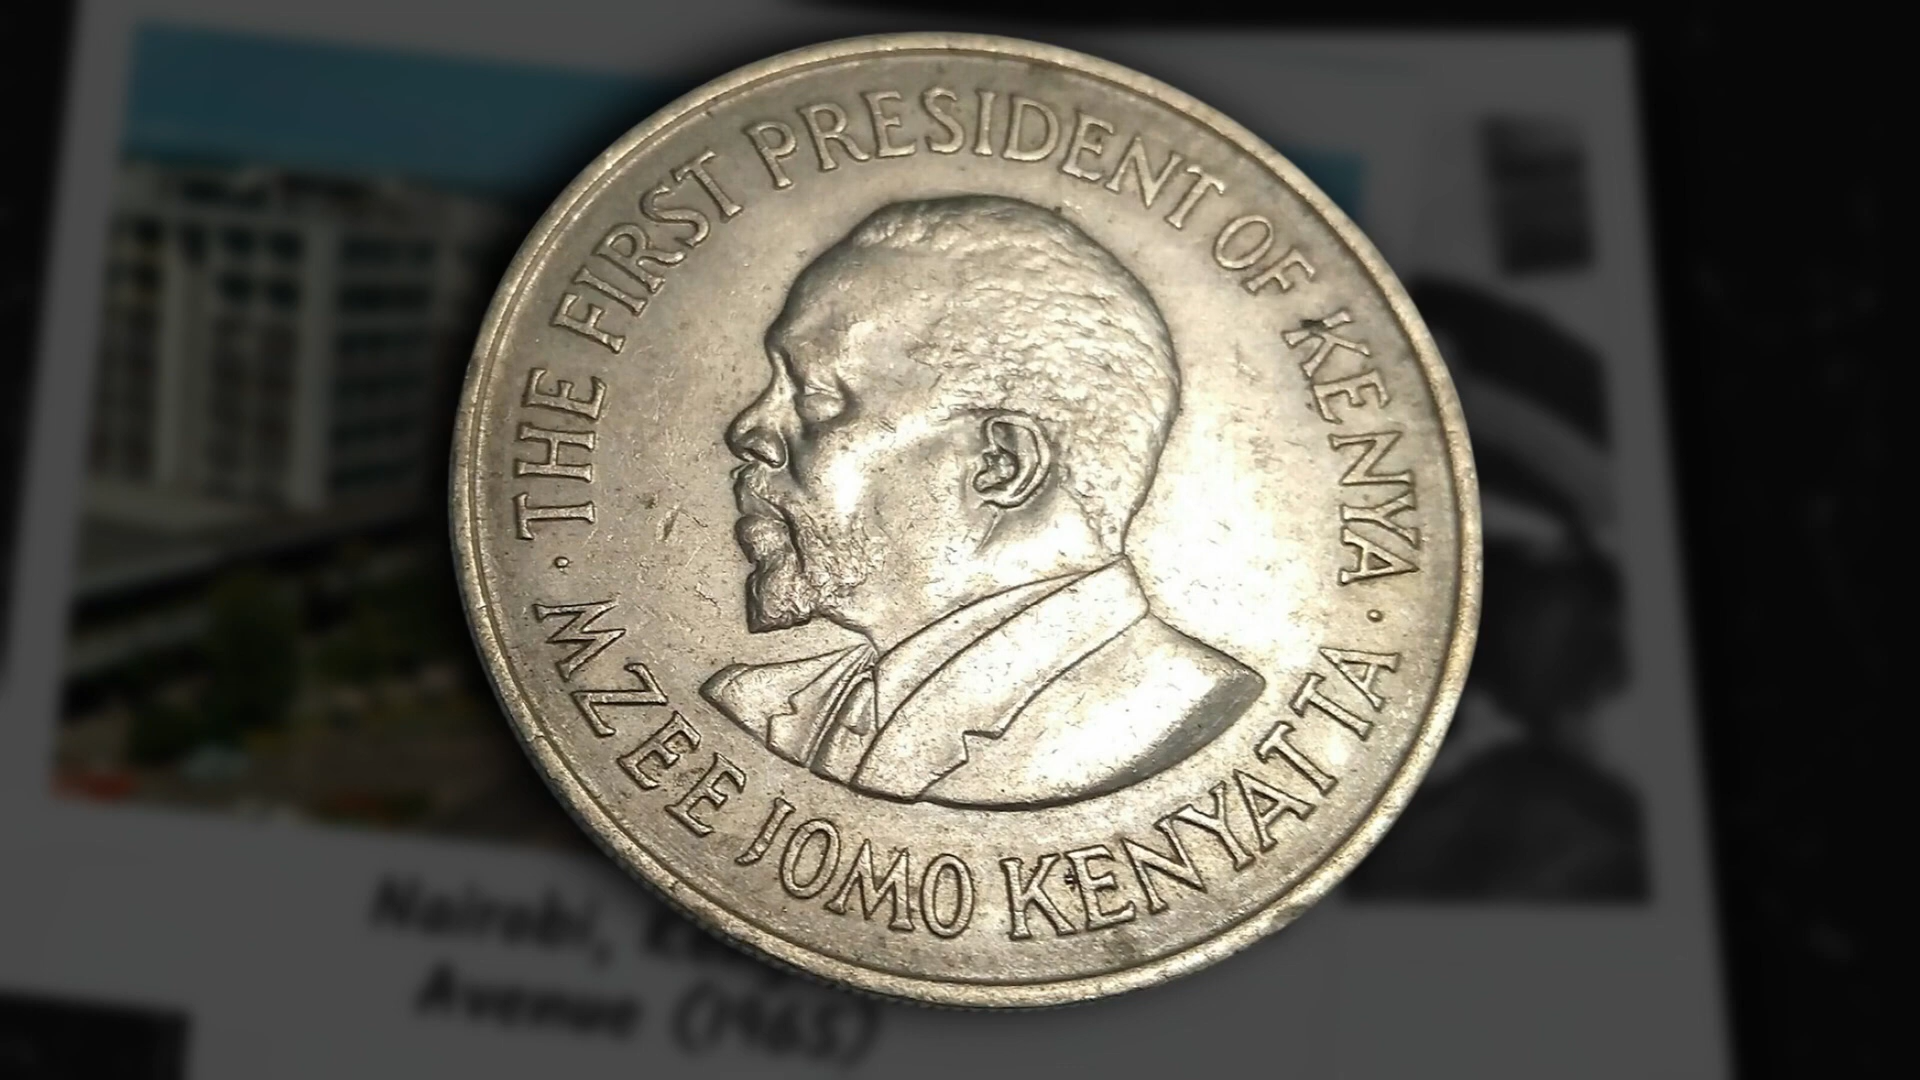 · THE FIRST PRESIDENT OF KENYA ·
MZEE JOMO KENYATTA
Nairobi,
Avenue (1965)